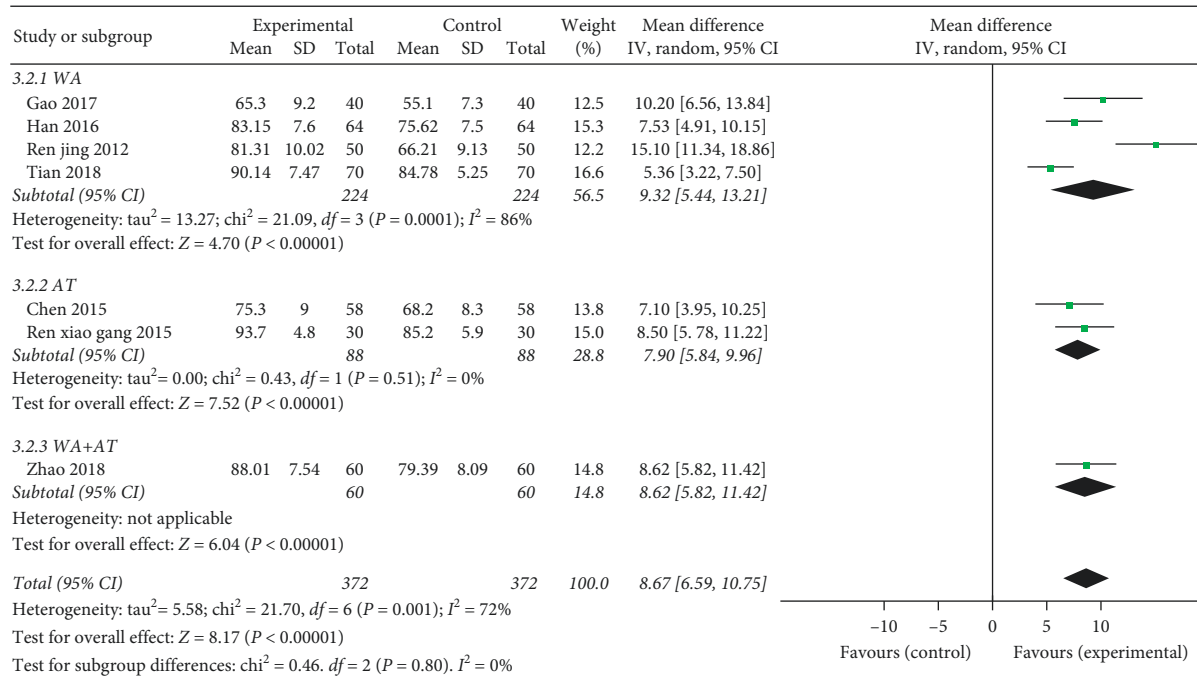 Study or subgroup Experimental Control Weight (%) Mean difference IV, random, 95% CI Mean difference IV, random, 95% CI
Mean SD Total Mean SD Total
3.2.1 WA
Gao 2017 65.3 9.2 40 55.1 7.3 40 12.5 10.20 [6.56, 13.84]
Han 2016 83.15 7.6 64 75.62 7.5 64 15.3 7.53 [4.91, 10.15]
Ren jing 2012 81.31 10.02 50 66.21 9.13 50 12.2 15.10 [11.34, 18.86]
Tian 2018 90.14 7.47 70 84.78 5.25 70 16.6 5.36 [3.22, 7.50]
Subtotal (95% CI) 224 224 56.5 9.32 [5.44, 13.21]
Heterogeneity: tau² = 13.27; chi² = 21.09, df = 3 (P = 0.0001); I² = 86%
Test for overall effect: Z = 4.70 (P < 0.00001)
3.2.2 AT
Chen 2015 75.3 9 58 68.2 8.3 58 13.8 7.10 [3.95, 10.25]
Ren xiao gang 2015 93.7 4.8 30 85.2 5.9 30 15.0 8.50 [5.78, 11.22]
Subtotal (95% CI) 88 88 28.8 7.90 [5.84, 9.96]
Heterogeneity: tau²= 0.00; chi² = 0.43, df = 1 (P = 0.51); I² = 0%
Test for overall effect: Z = 7.52 (P < 0.00001)
3.2.3 WA+AT
Zhao 2018 88.01 7.54 60 79.39 8.09 60 14.8 8.62 [5.82, 11.42]
Subtotal (95% CI) 60 60 14.8 8.62 [5.82, 11.42]
Heterogeneity: not applicable
Test for overall effect: Z = 6.04 (P < 0.00001)
Total (95% CI) 372 372 100.0 8.67 [6.59, 10.75]
Heterogeneity: tau²= 5.58; chi² = 21.70, df = 6 (P = 0.001); I² = 72%
Test for overall effect: Z = 8.17 (P < 0.00001)
Test for subgroup differences: chi² = 0.46. df = 2 (P = 0.80). I² = 0%
−10 −5 0 5 10
Favours (control) Favours (experimental)